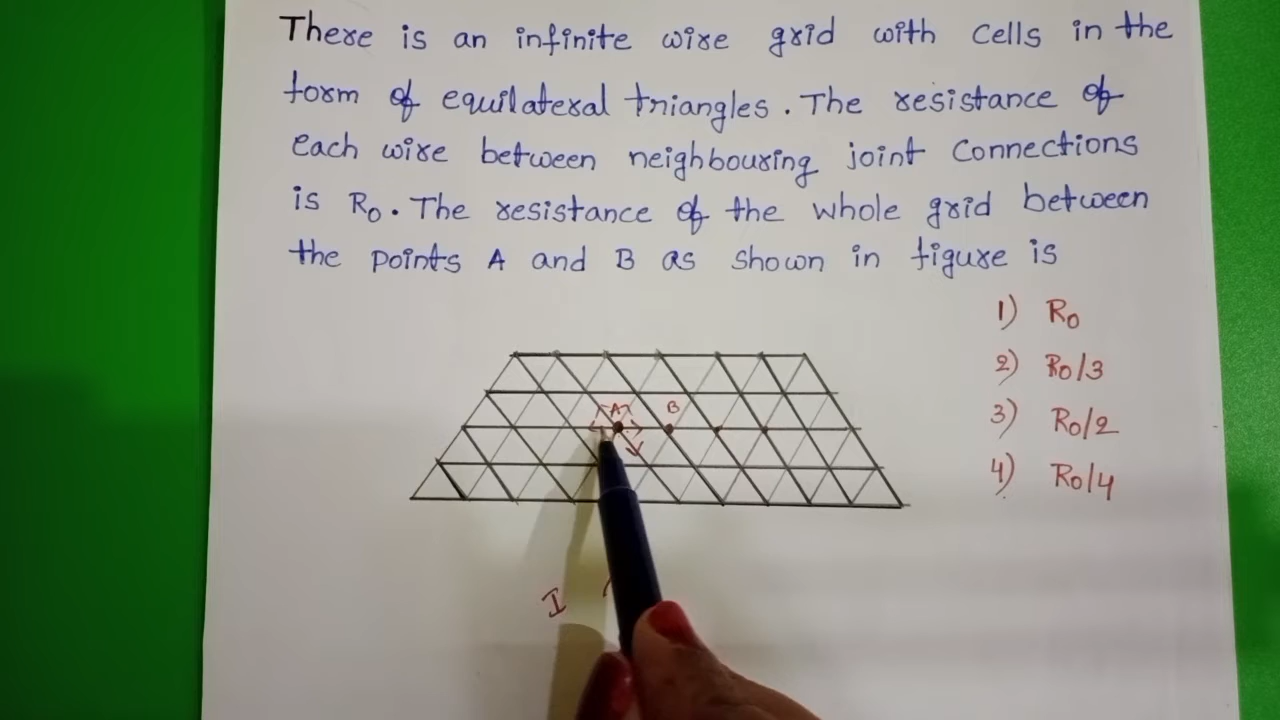 There is an infinite wire grid with cells in the
form of equilateral triangles. The resistance of
each wire between neighbouring joint connections
is R₀. The resistance of the whole grid between
the points A and B as shown in figure is
1) R₀
2) R₀/3
3) R₀/2
4) R₀/4
A B
I